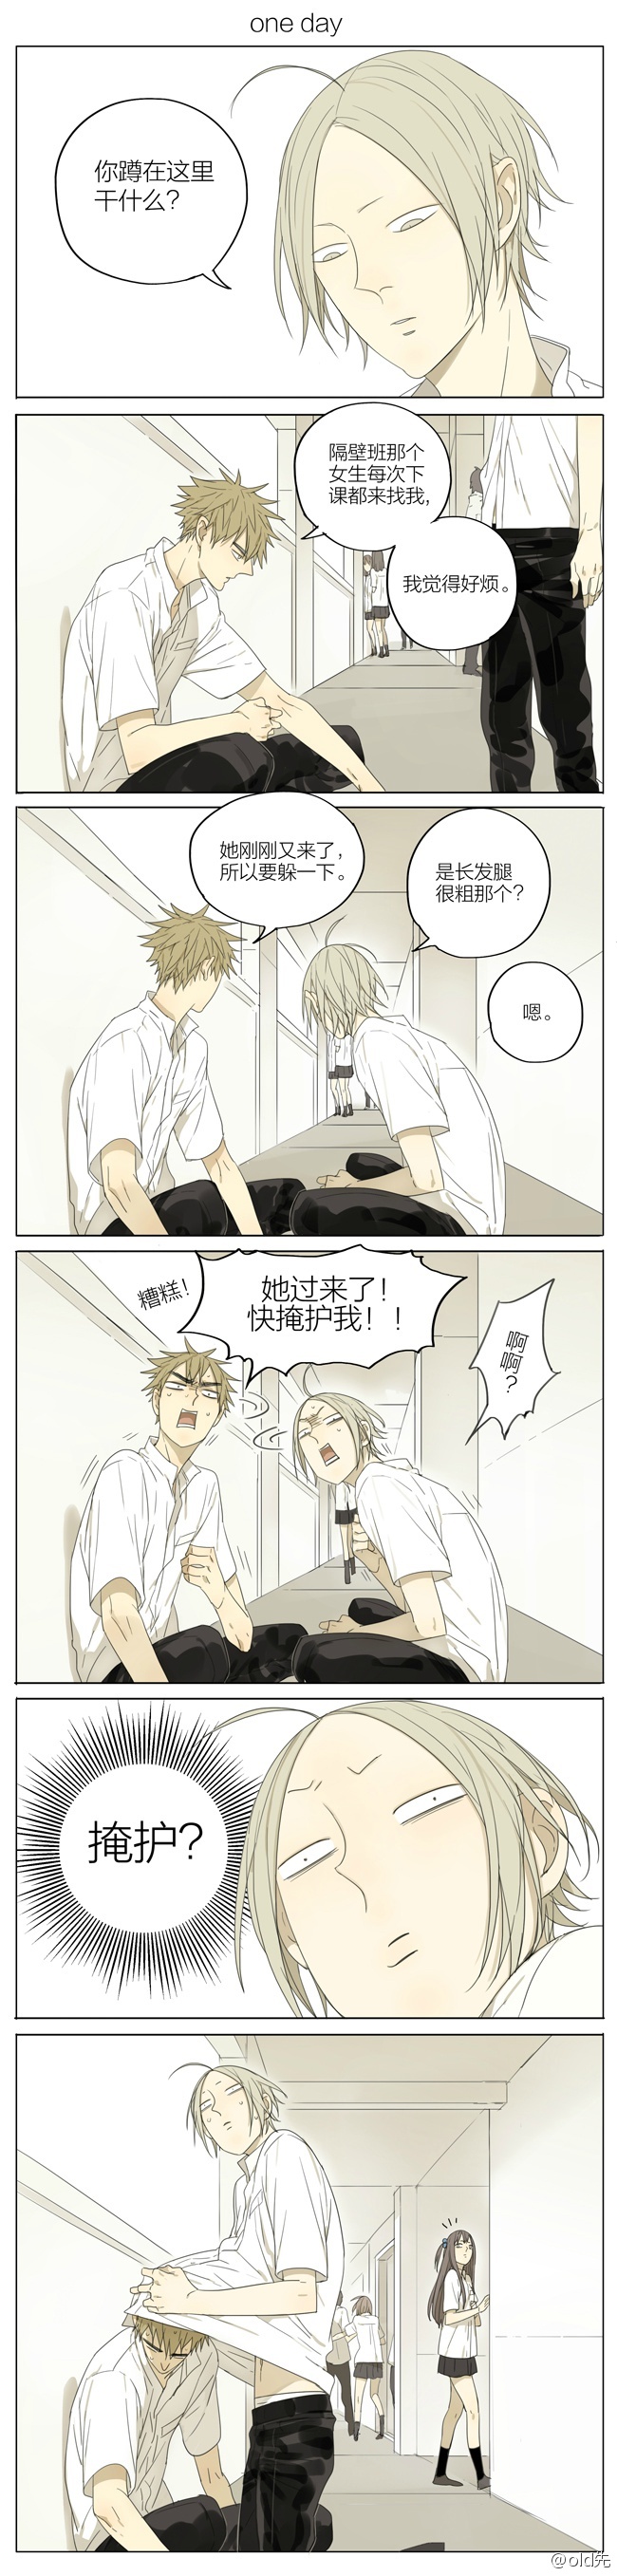 one day
你蹲在这里
干什么？
隔壁班那个
女生每次下
课都来找我，
我觉得好烦。
她刚刚又来了，
所以要躲一下。
是长发腿
很粗那个？
嗯。
糟糕！
她过来了！
快掩护我！！
啊
啊
？
掩护？
@old先